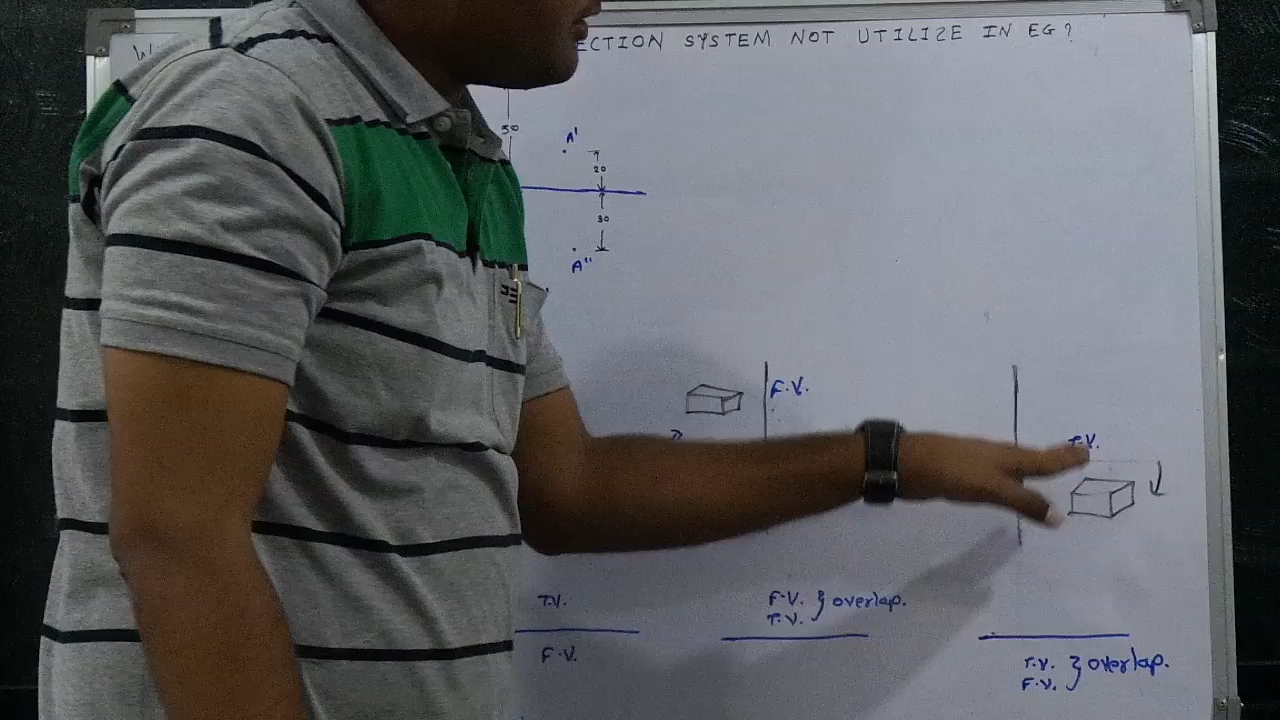 W ECTION SYSTEM NOT UTILIZE IN EG?
50
A'
20
30
A"
F.V.
T.V.
T.V.
F.V.
F.V. } overlap.
T.V.
T.V. } overlap.
F.V.